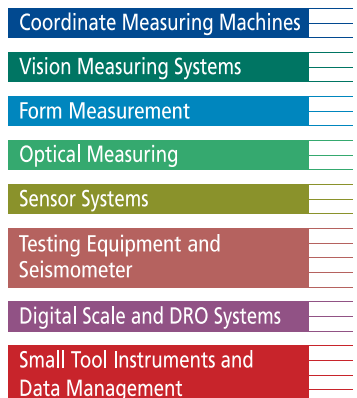 Coordinate Measuring Machines
Vision Measuring Systems
Form Measurement
Optical Measuring
Sensor Systems
Testing Equipment and
Seismometer
Digital Scale and DRO Systems
Small Tool Instruments and
Data Management